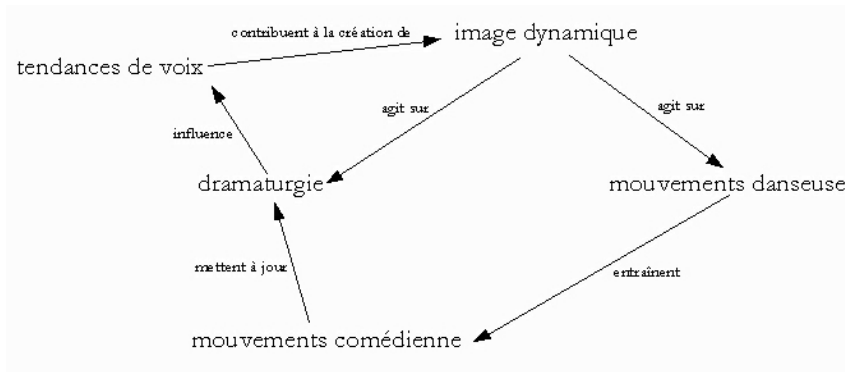 contribuent à la création de
image dynamique
tendances de voix
agit sur
agit sur
influence
dramaturgie
mouvements danseuse
mettent à jour
entraînent
mouvements comédienne